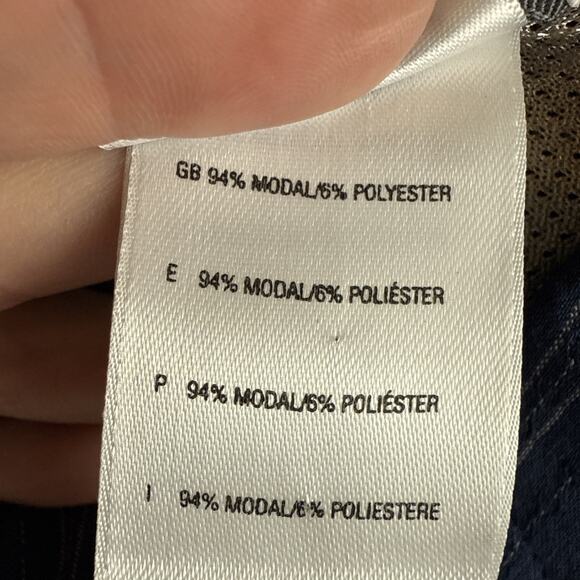 GB 94% MODAL/6% POLYESTER
E 94% MODAL/6% POLIÉSTER
P 94% MODAL/6% POLIÉSTER
I 94% MODAL/6% POLIESTERE